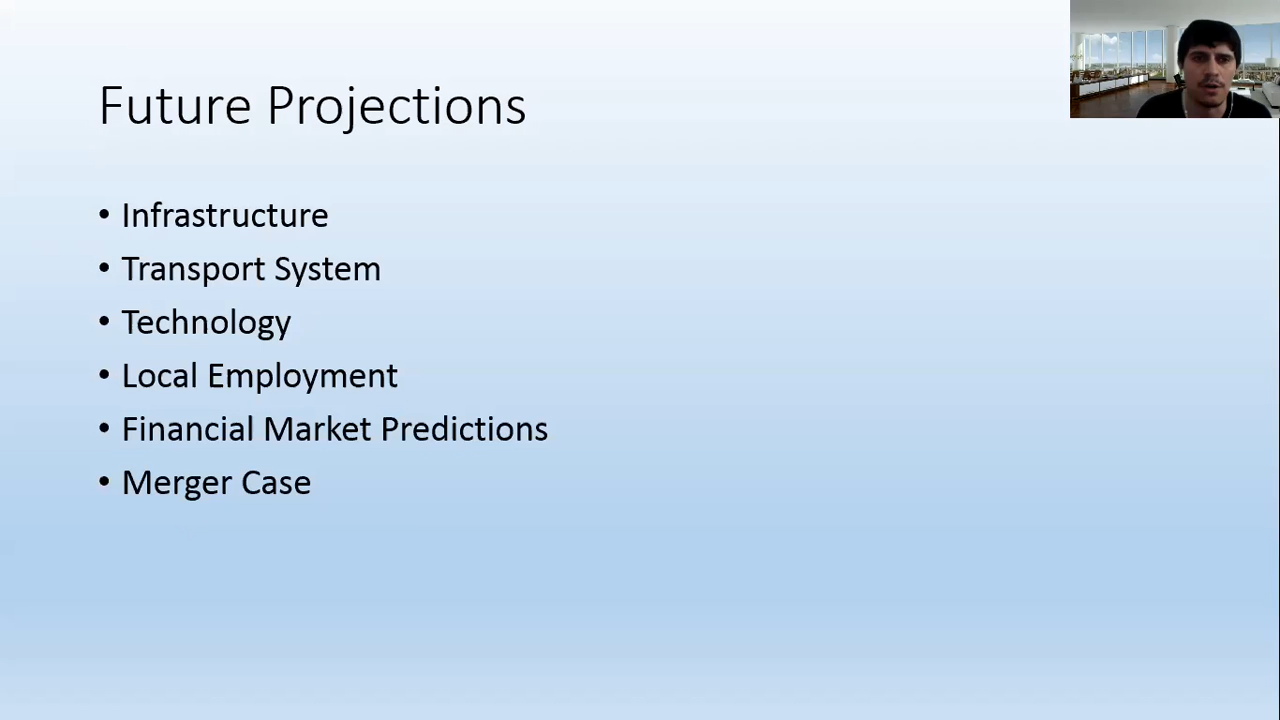 Future Projections
• Infrastructure
• Transport System
• Technology
• Local Employment
• Financial Market Predictions
• Merger Case